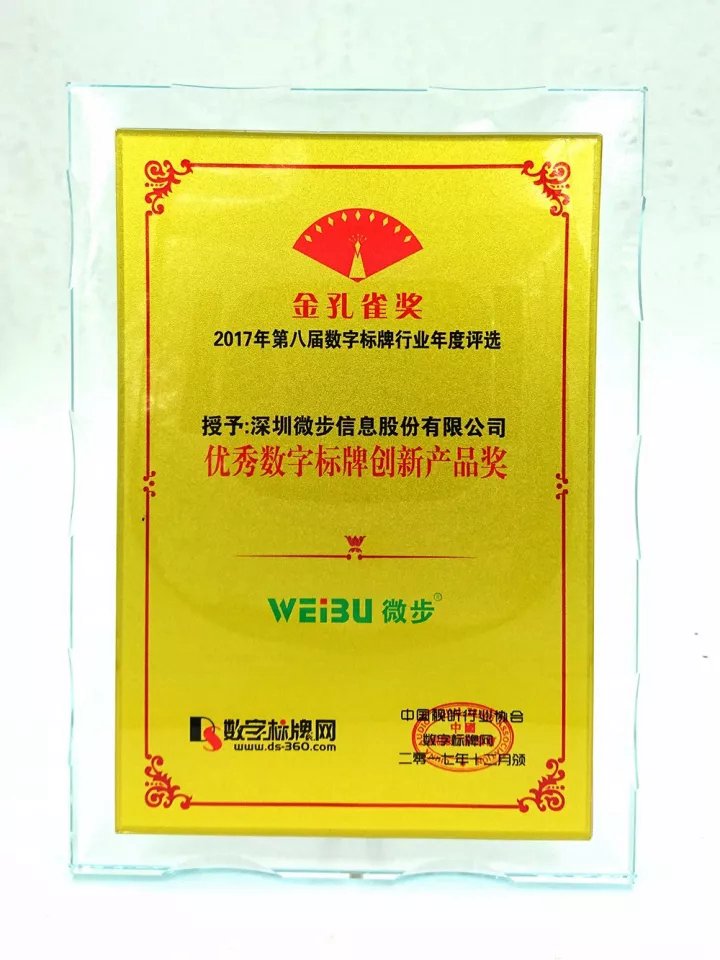 金孔雀奖
2017年第八届数字标牌行业年度评选
授予:深圳微步信息股份有限公司
优秀数字标牌创新产品奖
WEiBU 微步®
DS 数字标牌网
www.ds-360.com
中国视听行业协会
中國
数字标牌网
二零一七年十二月颁